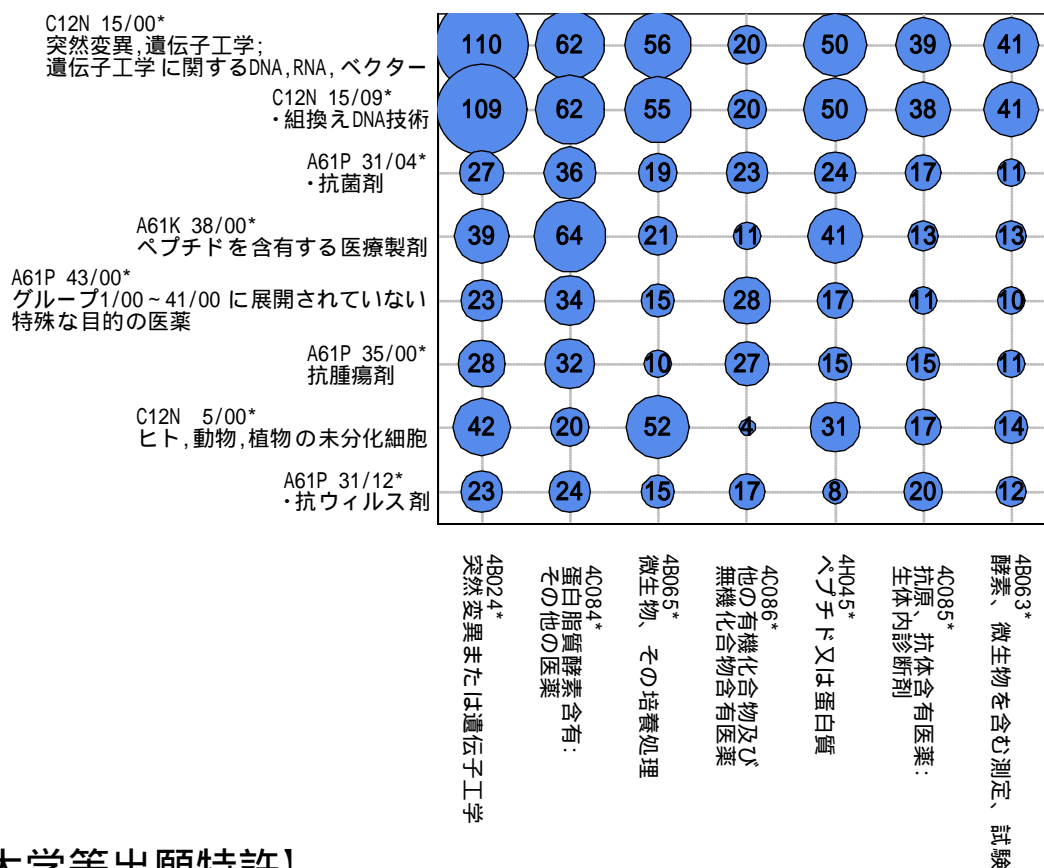 C12N 15/00*
突然変異,遺伝子工学;
遺伝子工学に関するDNA,RNA,ベクター
110 62 56 20 50 39 41
C12N 15/09*
・組換えDNA技術
109 62 55 20 50 38 41
A61P 31/04*
・抗菌剤
27 36 19 23 24 17 11
A61K 38/00*
ペプチドを含有する医療製剤
39 64 21 11 41 13 13
A61P 43/00*
グループ1/00~41/00に展開されていない
特殊な目的の医薬
23 34 15 28 17 11 10
A61P 35/00*
抗腫瘍剤
28 32 10 27 15 15 11
C12N 5/00*
ヒト,動物,植物の未分化細胞
42 20 52 4 31 17 14
A61P 31/12*
・抗ウィルス剤
23 24 15 17 8 20 12
4B024*
突然変異または遺伝子工学
4C084*
蛋白脂質酵素含有:
その他の医薬
4B065*
微生物、その培養処理
4C086*
他の有機化合物及び
無機化合物含有医薬
4H045*
ペプチド又は蛋白質
4C085*
抗原、抗体含有医薬:
生体内診断剤
4B063*
酵素、微生物を含む測定、試験
大学等出願特許】